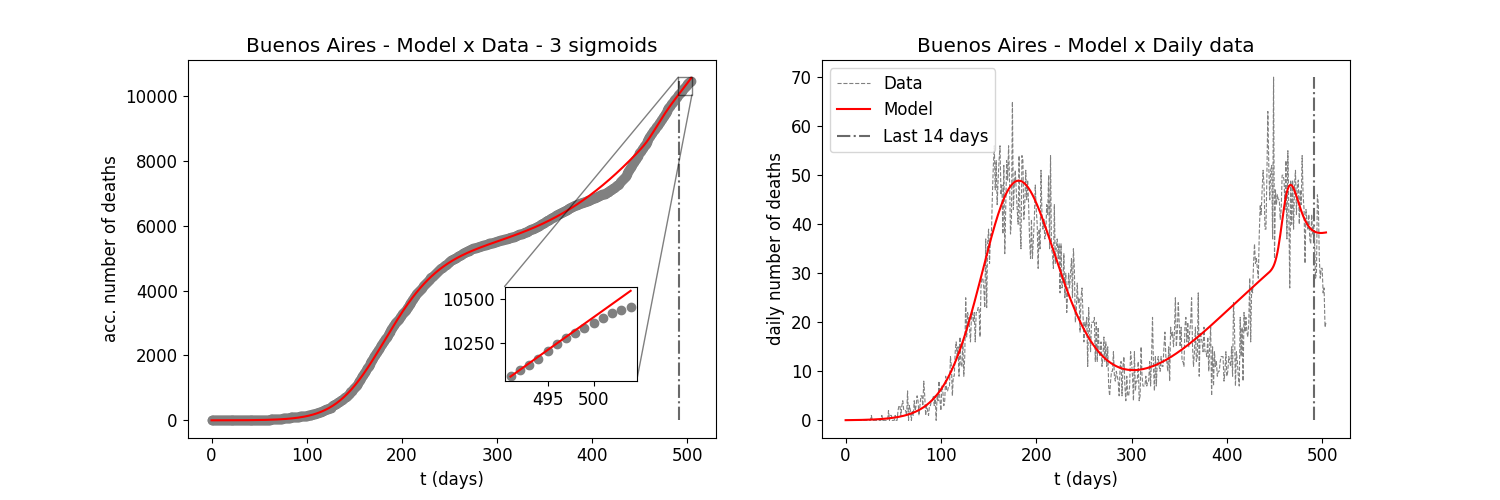 Buenos Aires - Model x Data - 3 sigmoids
acc. number of deaths
10000
8000
6000
4000
2000
0
10500
10250
495 500
0 100 200 300 400 500
t (days)
Buenos Aires - Model x Daily data
daily number of deaths
70
60
50
40
30
20
10
0
Data
Model
Last 14 days
0 100 200 300 400 500
t (days)